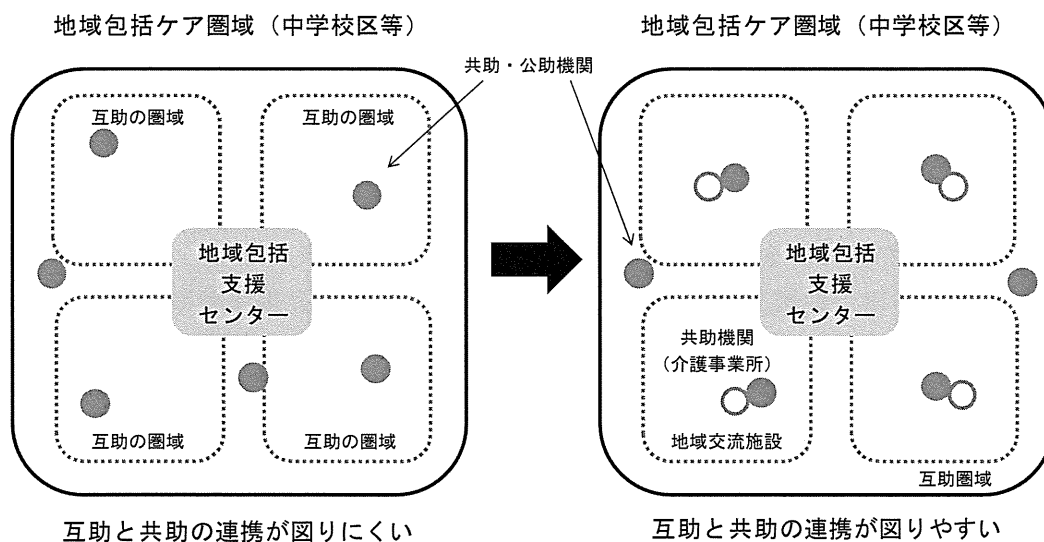 地域包括ケア圏域（中学校区等）
地域包括ケア圏域（中学校区等）
共助・公助機関
互助の圏域
互助の圏域
地域包括
支援
センター
互助の圏域
互助の圏域
地域包括
支援
センター
共助機関
（介護事業所）
地域交流施設
互助圏域
互助と共助の連携が図りにくい
互助と共助の連携が図りやすい